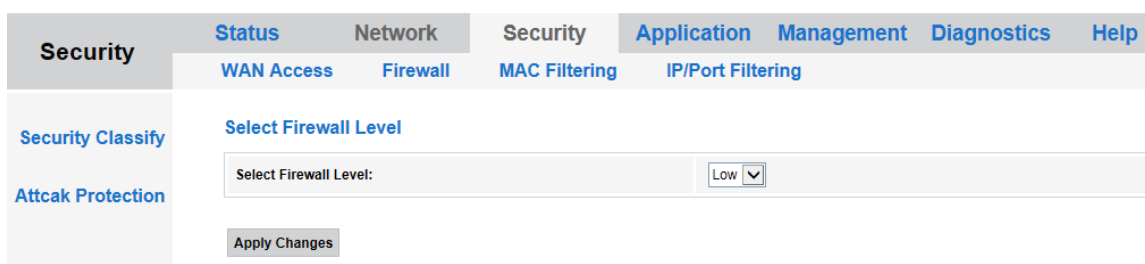 Security
Status Network Security Application Management Diagnostics Help
WAN Access Firewall MAC Filtering IP/Port Filtering
Security Classify
Attcak Protection
Select Firewall Level
Select Firewall Level: Low
Apply Changes